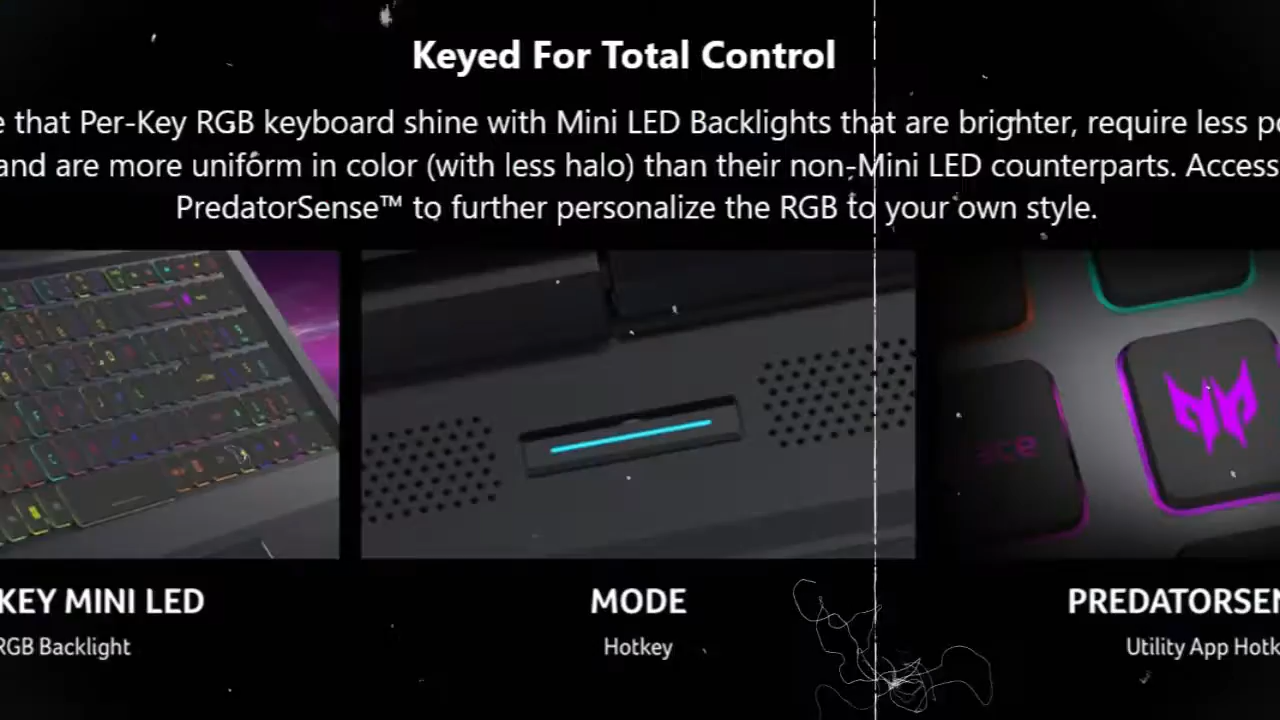 Keyed For Total Control
e that Per-Key RGB keyboard shine with Mini LED Backlights that are brighter, require less p
and are more uniform in color (with less halo) than their non-Mini LED counterparts. Access
PredatorSense™ to further personalize the RGB to your own style.
ace
KEY MINI LED
MODE
PREDATORSEN
RGB Backlight
Hotkey
Utility App Hotk